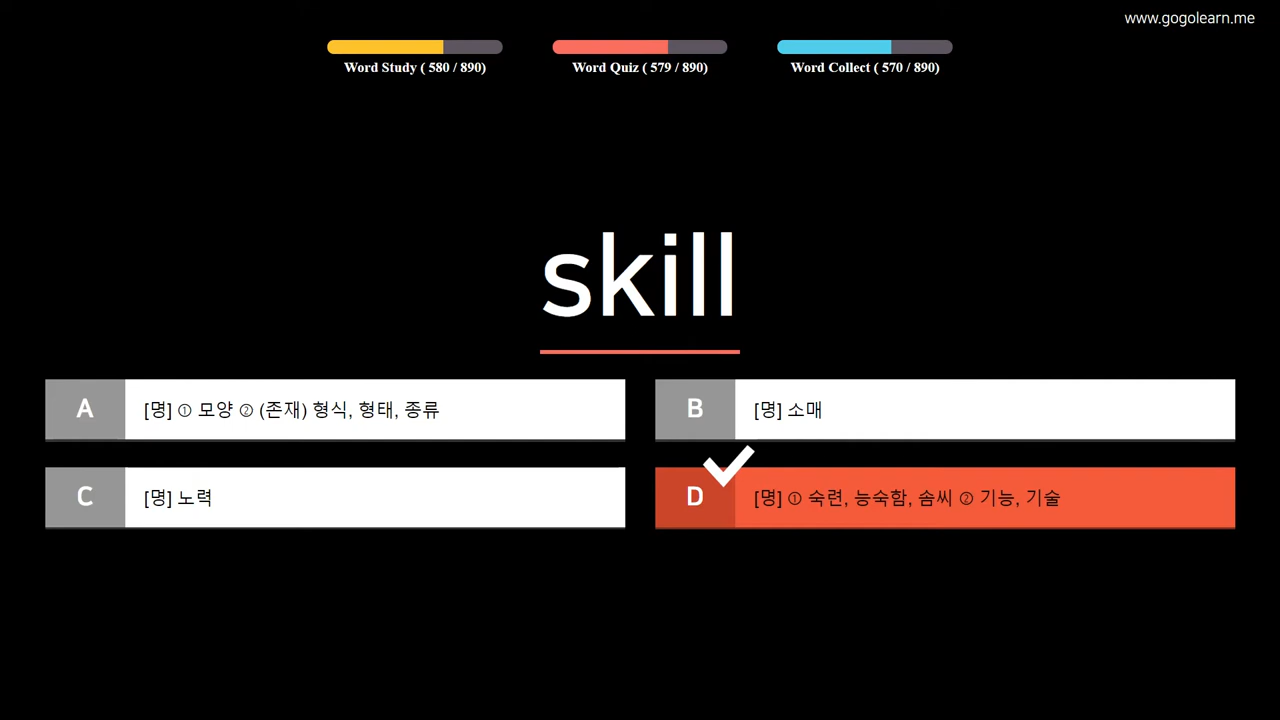 www.gogolearn.me
Word Study ( 580 / 890)
Word Quiz ( 579 / 890)
Word Collect ( 570 / 890)
skill
A [명] ① 모양 ② (존재) 형식, 형태, 종류
B [명] 소매
C [명] 노력
D [명] ① 숙련, 능숙함, 솜씨 ② 기능, 기술